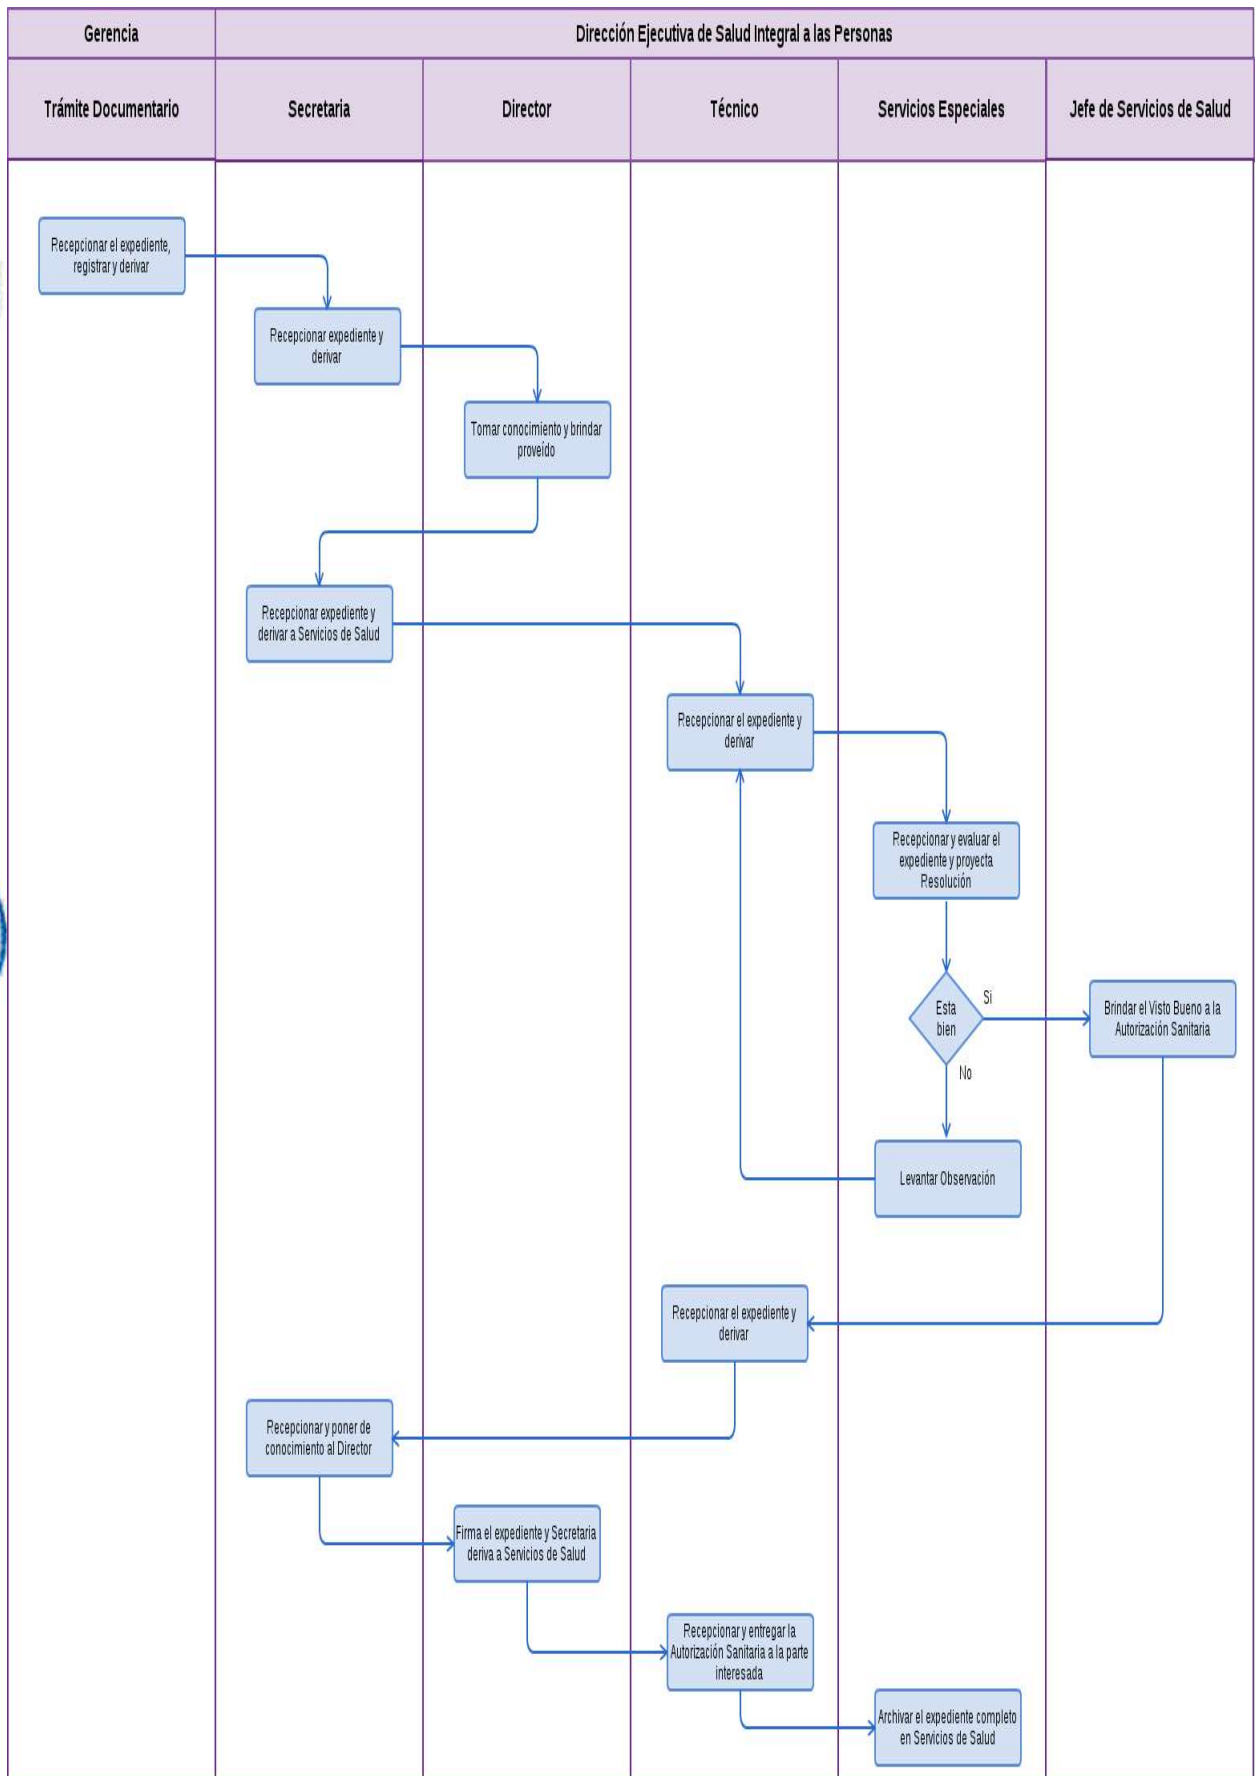 Gerencia
Dirección Ejecutiva de Salud Integral a las Personas
Trámite Documentario
Secretaria
Director
Técnico
Servicios Especiales
Jefe de Servicios de Salud
Recepcionar el expediente,
registrar y derivar
Recepcionar expediente y
derivar
Tomar conocimiento y brindar
proveído
Recepcionar expediente y
derivar a Servicios de Salud
Recepcionar el expediente y
derivar
Recepcionar y evaluar el
expediente y proyecta
Resolución
Esta
bien
Si
No
Brindar el Visto Bueno a la
Autorización Sanitaria
Levantar Observación
Recepcionar el expediente y
derivar
Recepcionar y poner de
conocimiento al Director
Firma el expediente y Secretaria
deriva a Servicios de Salud
Recepcionar y entregar la
Autorización Sanitaria a la parte
interesada
Archivar el expediente completo
en Servicios de Salud